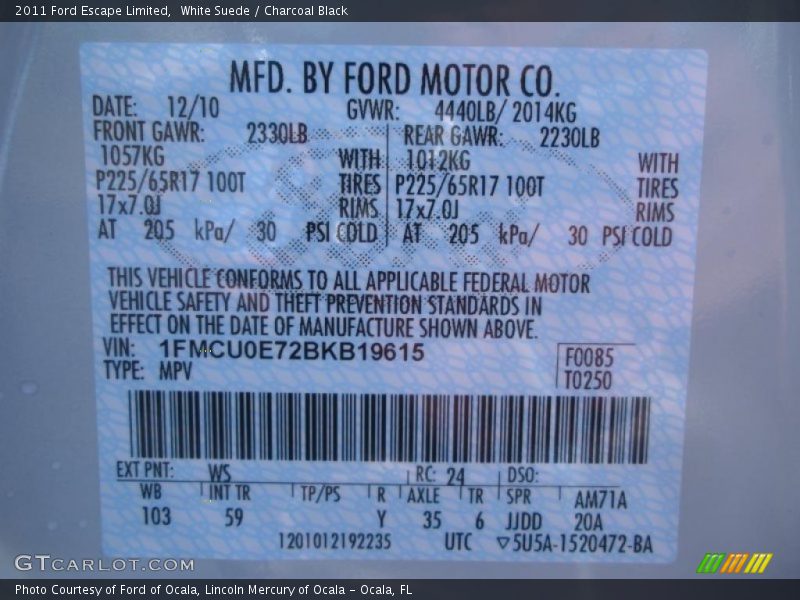 2011 Ford Escape Limited, White Suede / Charcoal Black
MFD. BY FORD MOTOR CO.
DATE: 12/10 GVWR: 4440LB/ 2014KG
FRONT GAWR: 2330LB REAR GAWR: 2230LB
1057KG WITH 1012KG WITH
P225/65R17 100T TIRES P225/65R17 100T TIRES
17x7.0J RIMS 17x7.0J RIMS
AT 205 kPa/ 30 PSI COLD AT 205 kPa/ 30 PSI COLD
THIS VEHICLE CONFORMS TO ALL APPLICABLE FEDERAL MOTOR
VEHICLE SAFETY AND THEFT PREVENTION STANDARDS IN
EFFECT ON THE DATE OF MANUFACTURE SHOWN ABOVE.
VIN: 1FMCU0E72BKB19615 F0085
TYPE: MPV T0250
EXT PNT: WS RC: 24 DSO:
WB INT TR TP/PS R AXLE TR SPR AM71A
103 59 Y 35 6 JJDD 20A
1201012192235 UTC ▽5U5A-1520472-BA
GTCARLOT.COM
Photo Courtesy of Ford of Ocala, Lincoln Mercury of Ocala – Ocala, FL